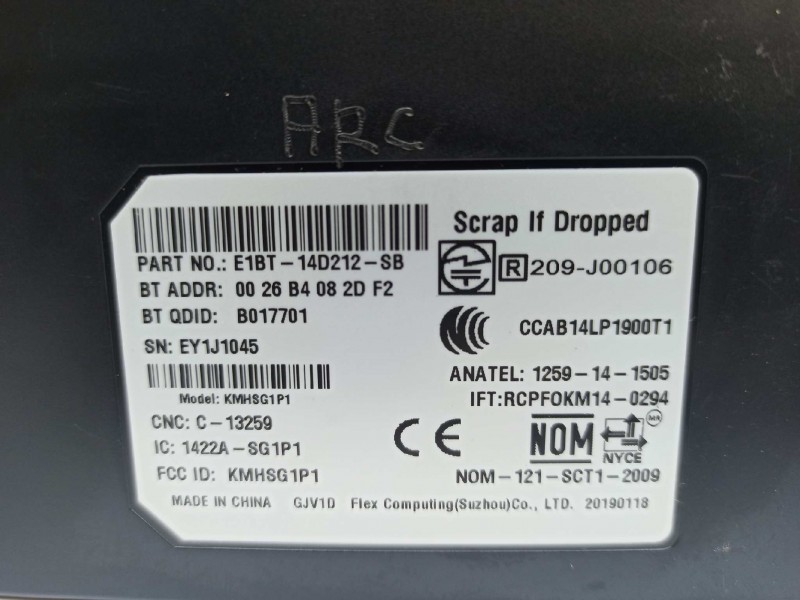 ARC
Scrap If Dropped
PART NO.: E1BT-14D212-SB
R 209-J00106
BT ADDR: 00 26 B4 08 2D F2
BT QDID: B017701
CCAB14LP1900T1
SN: EY1J1045
ANATEL: 1259-14-1505
Model: KMHSG1P1
IFT:RCPFOKM14-0294
CNC: C-13259
CE
NOM
MR
NYCE
IC: 1422A-SG1P1
FCC ID: KMHSG1P1
NOM-121-SCT1-2009
MADE IN CHINA GJV1D Flex Computing(Suzhou)Co., LTD. 20190118